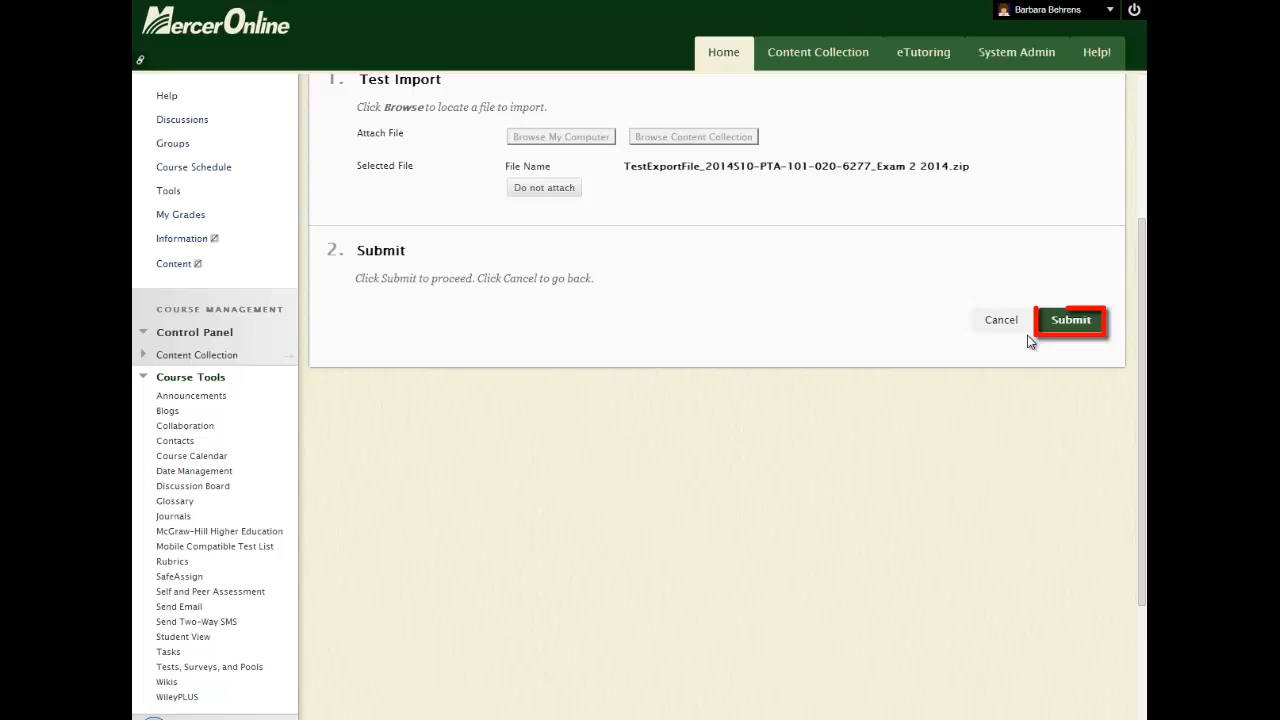 MercerOnline
Barbara Behrens
Home
Content Collection
eTutoring
System Admin
Help!
Help
Discussions
Groups
Course Schedule
Tools
My Grades
Information
Content
COURSE MANAGEMENT
Control Panel
Content Collection
Course Tools
Announcements
Blogs
Collaboration
Contacts
Course Calendar
Date Management
Discussion Board
Glossary
Journals
McGraw-Hill Higher Education
Mobile Compatible Test List
Rubrics
SafeAssign
Self and Peer Assessment
Send Email
Send Two-Way SMS
Student View
Tasks
Tests, Surveys, and Pools
Wikis
WileyPLUS
1. Test Import
Click Browse to locate a file to import.
Attach File
Browse My Computer
Browse Content Collection
Selected File
File Name
TestExportFile_2014S10-PTA-101-020-6277_Exam 2 2014.zip
Do not attach
2. Submit
Click Submit to proceed. Click Cancel to go back.
Cancel
Submit